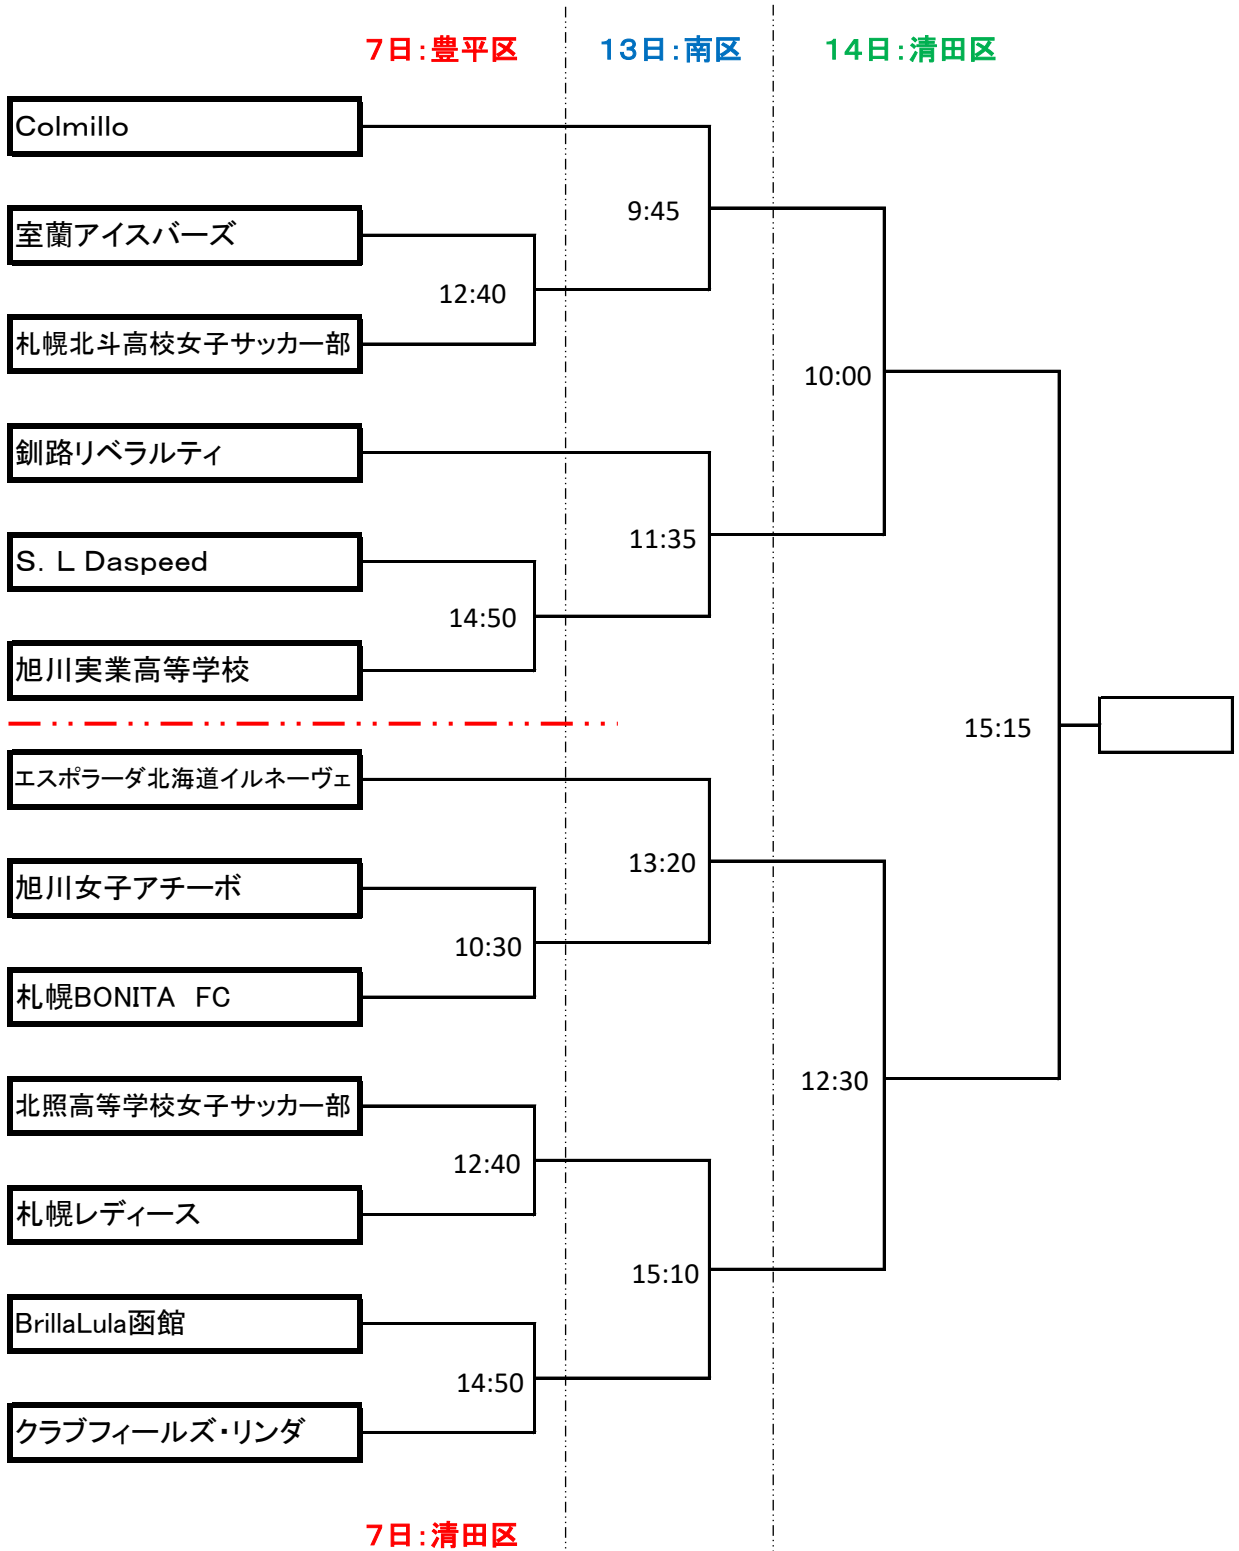 7日：豊平区 13日：南区 14日：清田区
Colmillo
9:45
室蘭アイスバーズ
12:40
札幌北斗高校女子サッカー部
10:00
釧路リベラルティ
11:35
S．L Daspeed
14:50
旭川実業高等学校
15:15
エスポラーダ北海道イルネーヴェ
13:20
旭川女子アチーボ
10:30
札幌BONITA　FC
12:30
北照高等学校女子サッカー部
12:40
札幌レディース
15:10
BrillaLula函館
14:50
クラブフィールズ・リンダ
7日：清田区